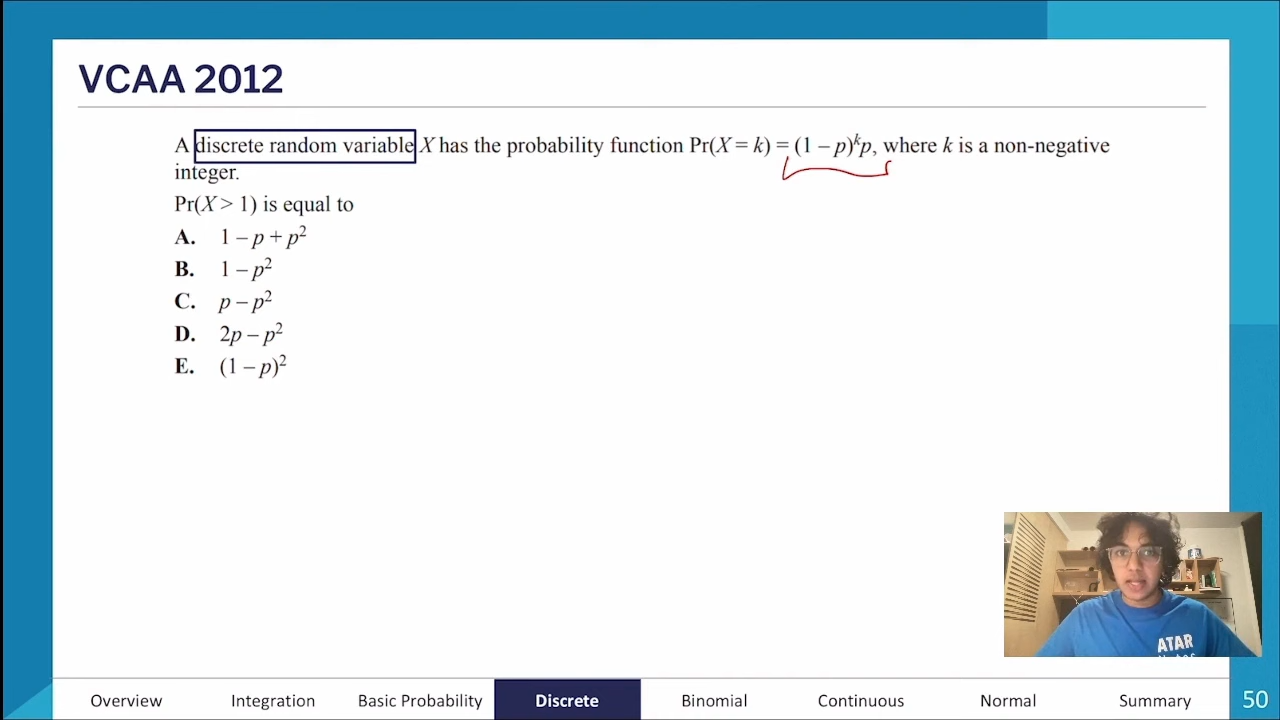 VCAA 2012
A discrete random variable X has the probability function Pr(X = k) = (1 – p)ᵏp, where k is a non-negative
integer.
Pr(X > 1) is equal to
A. 1 – p + p²
B. 1 – p²
C. p – p²
D. 2p – p²
E. (1 – p)²
ATAR
Notes
Overview Integration Basic Probability Discrete Binomial Continuous Normal Summary 50